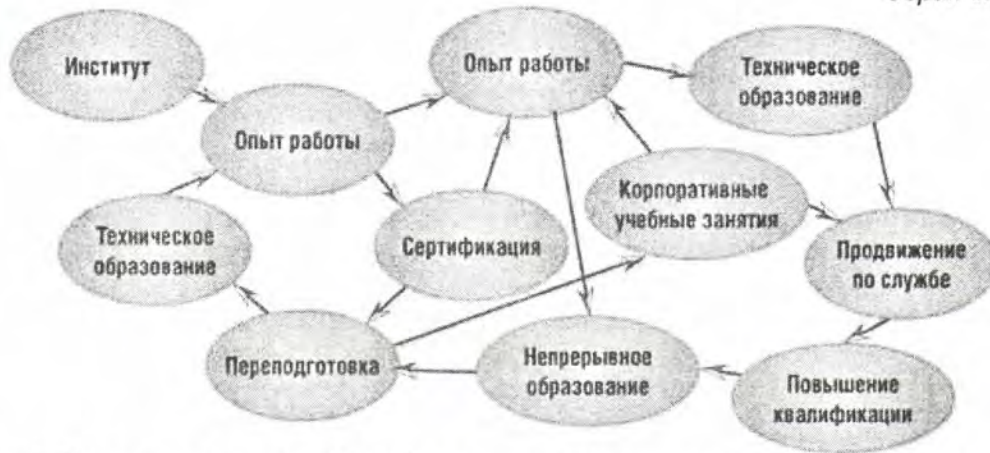 Институт
Опыт работы
Опыт работы
Техническое
образование
Техническое
образование
Сертификация
Корпоративные
учебные занятия
Продвижение
по службе
Переподготовка
Непрерывное
образование
Повышение
квалификации